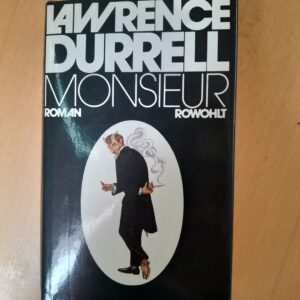 LAWRENCE
DURRELL
MONSIEUR
ROMAN ROWOHLT